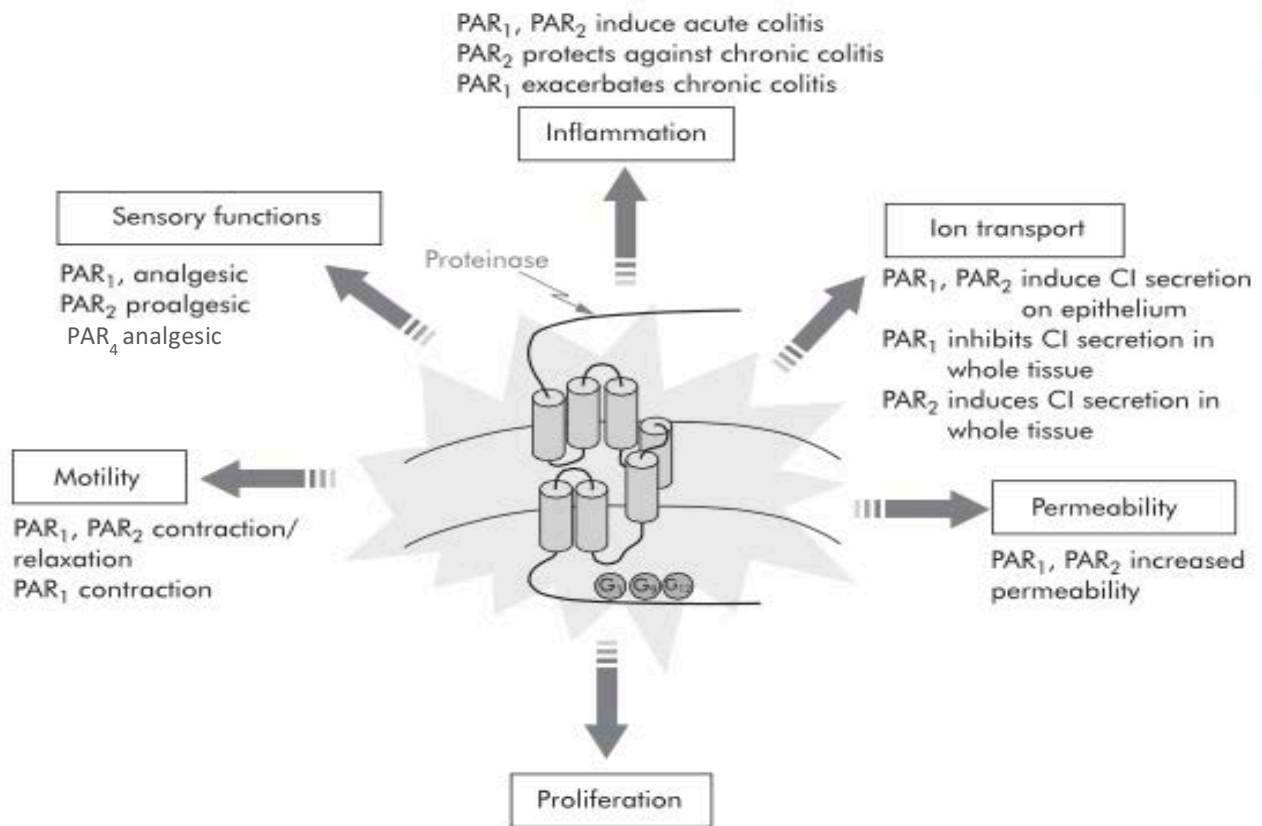 PAR₁, PAR₂ induce acute colitis
PAR₂ protects against chronic colitis
PAR₁ exacerbates chronic colitis
Inflammation
Sensory functions
PAR₁, analgesic
PAR₂ proalgesic
PAR₄ analgesic
Proteinase
Ion transport
PAR₁, PAR₂ induce Cl secretion
on epithelium
PAR₁ inhibits Cl secretion in
whole tissue
PAR₂ induces Cl secretion in
whole tissue
Motility
PAR₁, PAR₂ contraction/
relaxation
PAR₁ contraction
Permeability
PAR₁, PAR₂ increased
permeability
G G G₁₂
Proliferation